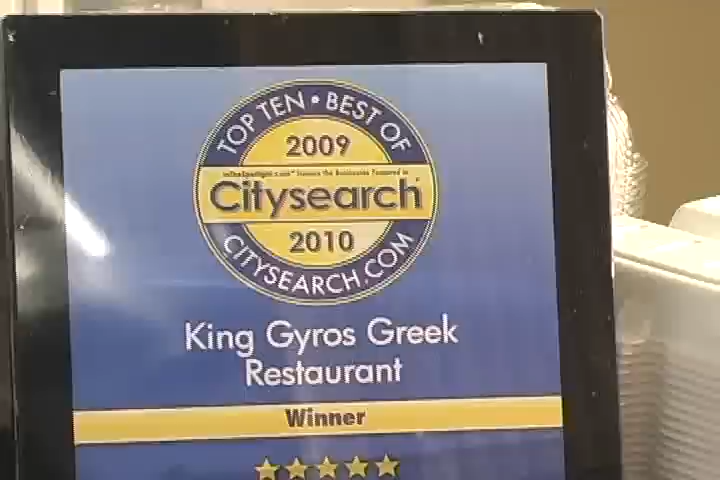 TOP TEN • BEST OF
2009
Citysearch
2010
CITYSEARCH.COM
King Gyros Greek
Restaurant
Winner